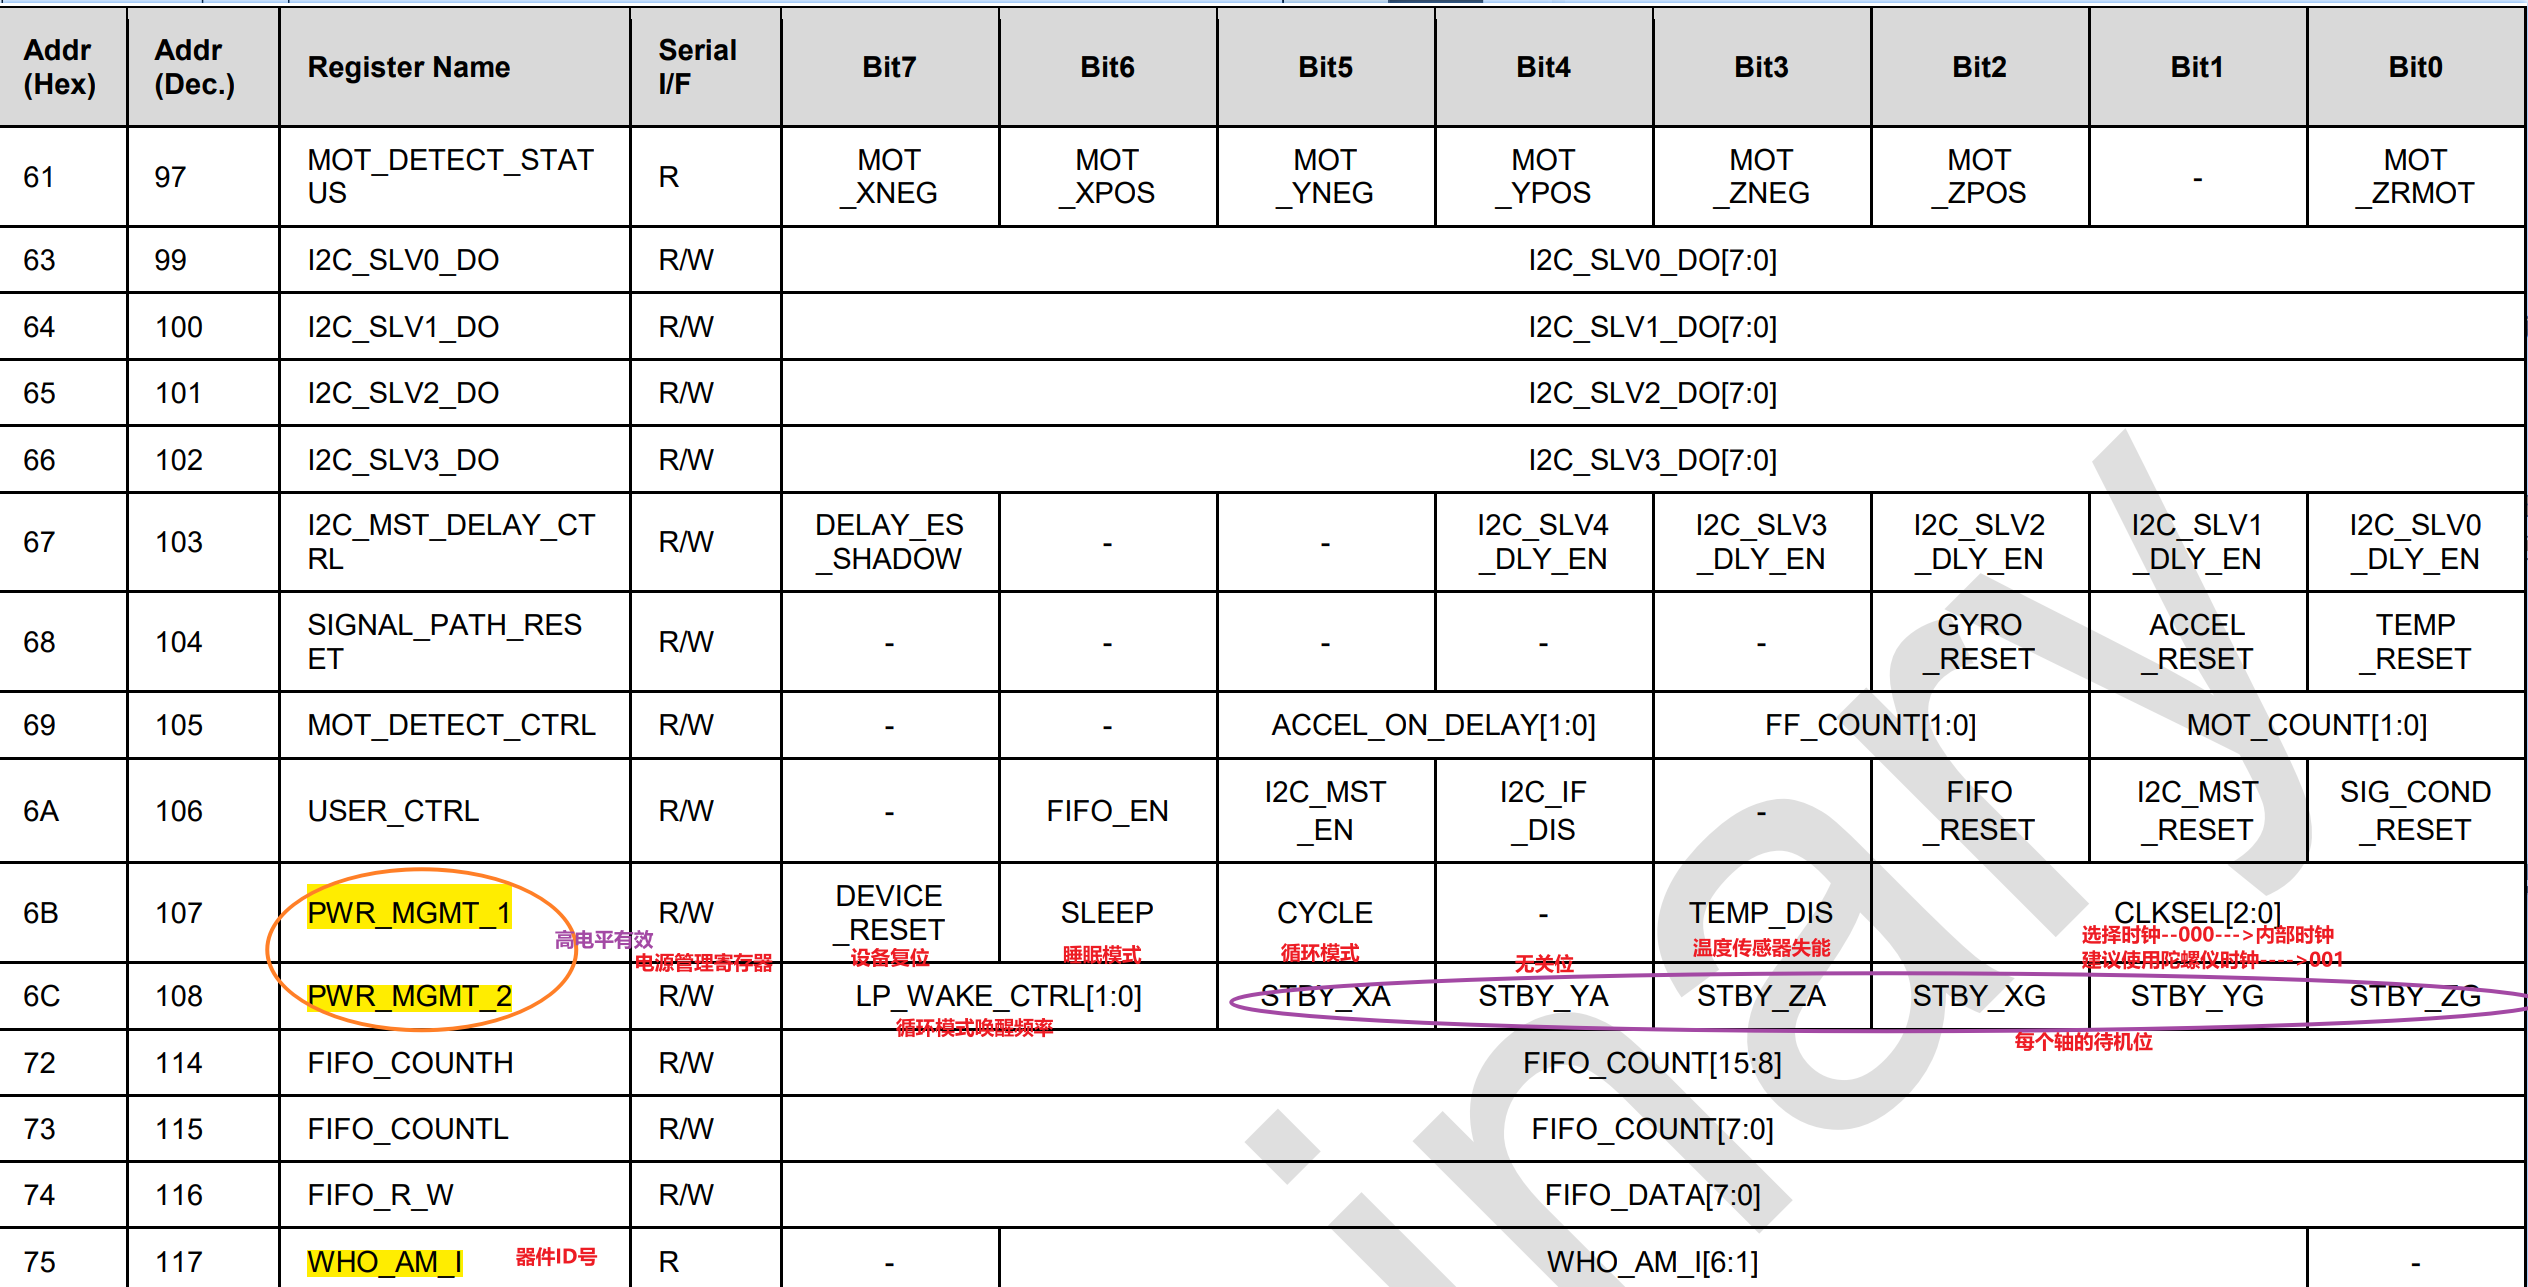 Addr (Hex) Addr (Dec.) Register Name Serial I/F Bit7 Bit6 Bit5 Bit4 Bit3 Bit2 Bit1 Bit0
61 97 MOT_DETECT_STATUS R MOT_XNEG MOT_XPOS MOT_YNEG MOT_YPOS MOT_ZNEG MOT_ZPOS - MOT_ZRMOT
63 99 I2C_SLV0_DO R/W I2C_SLV0_DO[7:0]
64 100 I2C_SLV1_DO R/W I2C_SLV1_DO[7:0]
65 101 I2C_SLV2_DO R/W I2C_SLV2_DO[7:0]
66 102 I2C_SLV3_DO R/W I2C_SLV3_DO[7:0]
67 103 I2C_MST_DELAY_CTRL R/W DELAY_ES_SHADOW - - I2C_SLV4_DLY_EN I2C_SLV3_DLY_EN I2C_SLV2_DLY_EN I2C_SLV1_DLY_EN I2C_SLV0_DLY_EN
68 104 SIGNAL_PATH_RESET R/W - - - - - GYRO_RESET ACCEL_RESET TEMP_RESET
69 105 MOT_DETECT_CTRL R/W - - ACCEL_ON_DELAY[1:0] FF_COUNT[1:0] MOT_COUNT[1:0]
6A 106 USER_CTRL R/W - FIFO_EN I2C_MST_EN I2C_IF_DIS - FIFO_RESET I2C_MST_RESET SIG_COND_RESET
6B 107 PWR_MGMT_1 R/W DEVICE_RESET SLEEP CYCLE - TEMP_DIS CLKSEL[2:0]
高电平有效
电源管理寄存器 设备复位 睡眠模式 循环模式 无关位 温度传感器失能 选择时钟--000--->内部时钟
建议使用陀螺仪时钟---->001
6C 108 PWR_MGMT_2 R/W LP_WAKE_CTRL[1:0] STBY_XA STBY_YA STBY_ZA STBY_XG STBY_YG STBY_ZG
循环模式唤醒频率 每个轴的待机位
72 114 FIFO_COUNTH R/W FIFO_COUNT[15:8]
73 115 FIFO_COUNTL R/W FIFO_COUNT[7:0]
74 116 FIFO_R_W R/W FIFO_DATA[7:0]
75 117 WHO_AM_I 器件ID号 R - WHO_AM_I[6:1] -
inary